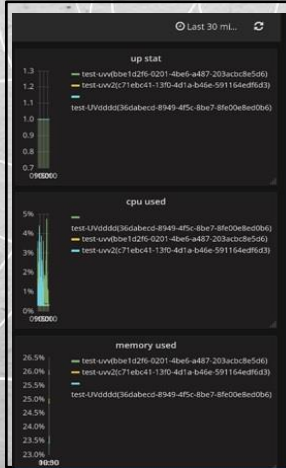 Last 30 mi...
up stat
1.3
1.2
1.1
1.0
0.9
0.8
0.7
test-uvv(bbe1d2f6-0201-4be6-a487-203acbc8e5d6)
test-uvv2(c71ebc41-13f0-4d1a-b46e-591164edf6d3)
test-UVdddd(36dabecd-8949-4f5c-8be7-8fe00e8ed0b6)
cpu used
5%
4%
3%
2%
1%
0%
test-UVdddd(36dabecd-8949-4f5c-8be7-8fe00e8ed0b6)
test-uvv(bbe1d2f6-0201-4be6-a487-203acbc8e5d6)
test-uvv2(c71ebc41-13f0-4d1a-b46e-591164edf6d3)
memory used
26.5%
26.0%
25.5%
25.0%
24.5%
24.0%
23.5%
23.0%
test-uvv(bbe1d2f6-0201-4be6-a487-203acbc8e5d6)
test-uvv2(c71ebc41-13f0-4d1a-b46e-591164edf6d3)
test-UVdddd(36dabecd-8949-4f5c-8be7-8fe00e8ed0b6)